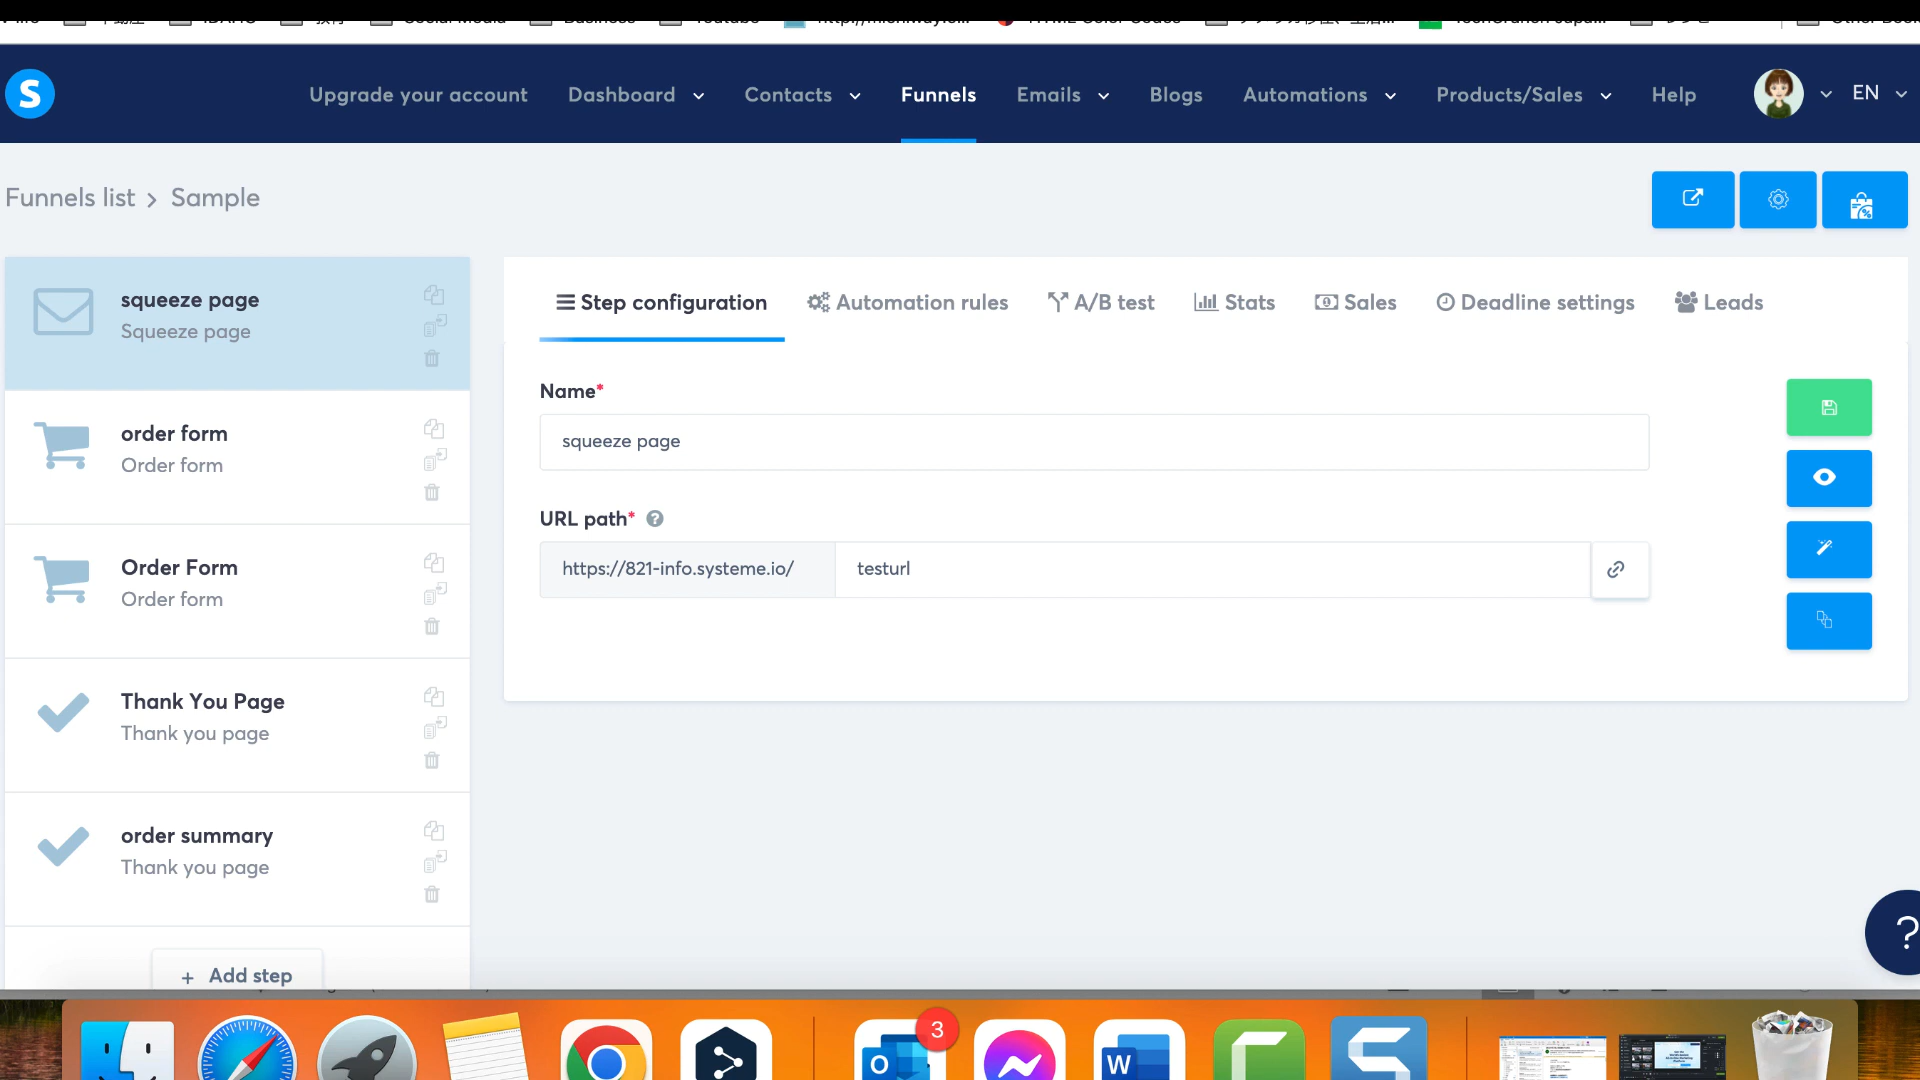 S
Upgrade your account Dashboard Contacts Funnels Emails Blogs Automations Products/Sales Help EN
Funnels list > Sample
squeeze page
Squeeze page
order form
Order form
Order Form
Order form
Thank You Page
Thank you page
order summary
Thank you page
+ Add step
Step configuration Automation rules A/B test Stats Sales Deadline settings Leads
Name*
squeeze page
URL path* ?
https://821-info.systeme.io/ testurl
?
3
O
W